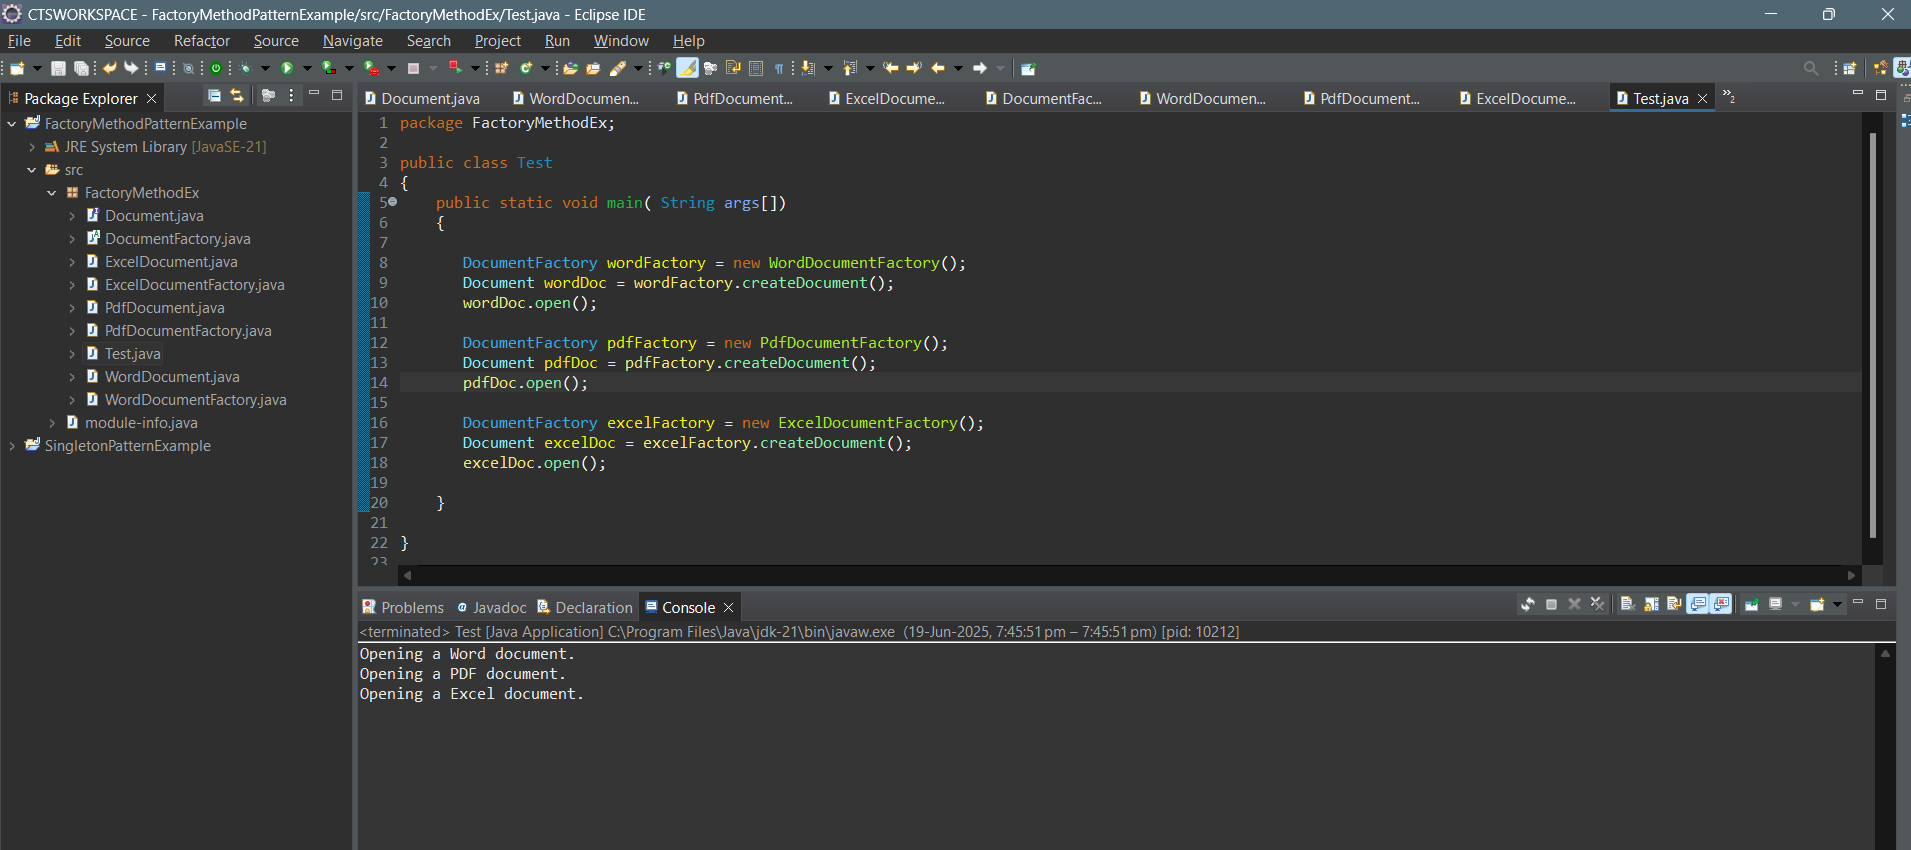 CTSWORKSPACE - FactoryMethodPatternExample/src/FactoryMethodEx/Test.java - Eclipse IDE
File Edit Source Refactor Source Navigate Search Project Run Window Help
Package Explorer
FactoryMethodPatternExample
JRE System Library [JavaSE-21]
src
FactoryMethodEx
Document.java
DocumentFactory.java
ExcelDocument.java
ExcelDocumentFactory.java
PdfDocument.java
PdfDocumentFactory.java
Test.java
WordDocument.java
WordDocumentFactory.java
module-info.java
SingletonPatternExample
Document.java WordDocumen... PdfDocument... ExcelDocume... DocumentFac... WordDocumen... PdfDocument... ExcelDocume... Test.java »2
1 package FactoryMethodEx;
2
3 public class Test
4 {
5 public static void main( String args[])
6 {
7
8 DocumentFactory wordFactory = new WordDocumentFactory();
9 Document wordDoc = wordFactory.createDocument();
10 wordDoc.open();
11
12 DocumentFactory pdfFactory = new PdfDocumentFactory();
13 Document pdfDoc = pdfFactory.createDocument();
14 pdfDoc.open();
15
16 DocumentFactory excelFactory = new ExcelDocumentFactory();
17 Document excelDoc = excelFactory.createDocument();
18 excelDoc.open();
19
20 }
21
22 }
23
Problems Javadoc Declaration Console
<terminated> Test [Java Application] C:\Program Files\Java\jdk-21\bin\javaw.exe (19-Jun-2025, 7:45:51 pm – 7:45:51 pm) [pid: 10212]
Opening a Word document.
Opening a PDF document.
Opening a Excel document.